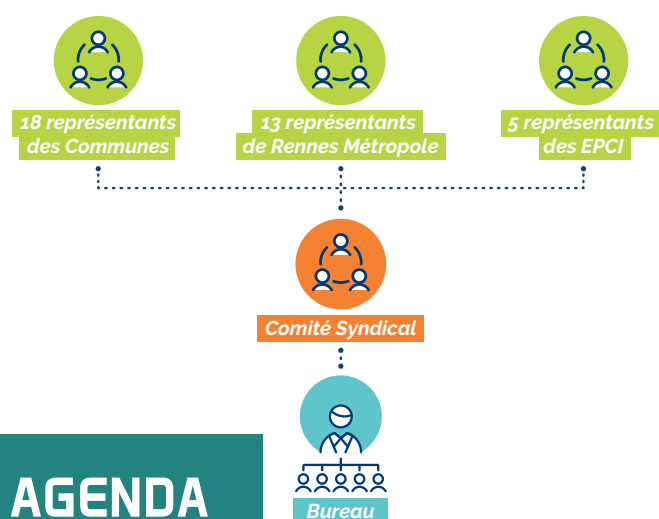 18 représentants
des Communes
13 représentants
de Rennes Métropole
5 représentants
des EPCI
Comité Syndical
Bureau
AGENDA